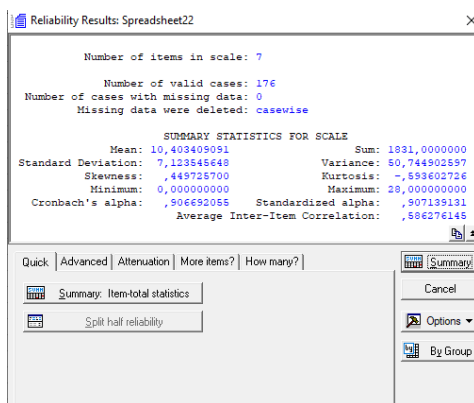 Reliability Results: Spreadsheet22
Number of items in scale: 7
Number of valid cases: 176
Number of cases with missing data: 0
Missing data were deleted: casewise
SUMMARY STATISTICS FOR SCALE
Mean: 10,403409091 Sum: 1831,0000000
Standard Deviation: 7,123545648 Variance: 50,744902597
Skewness: ,449725700 Kurtosis: -,593602726
Minimum: 0,000000000 Maximum: 28,000000000
Cronbach's alpha: ,906692055 Standardized alpha: ,907139131
Average Inter-Item Correlation: ,586276145
Quick Advanced Attenuation More items? How many?
Summary
Summary: Item-total statistics
Cancel
Split half reliability
Options
By Group